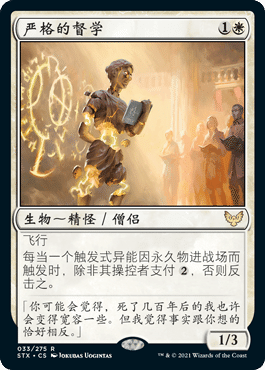 严格的督学 1
生物～精怪／僧侣
飞行
每当一个触发式异能因永久物进战场而
触发时，除非其操控者支付 2，否则反
击之。
「你可能会觉得，死了几百年后的我也许
会变得宽容一些。但我觉得事实跟你想的
恰好相反。」
1/3
033/275 R
STX • CS JOKUBAS UOGINTAS
™ & © 2021 Wizards of the Coast